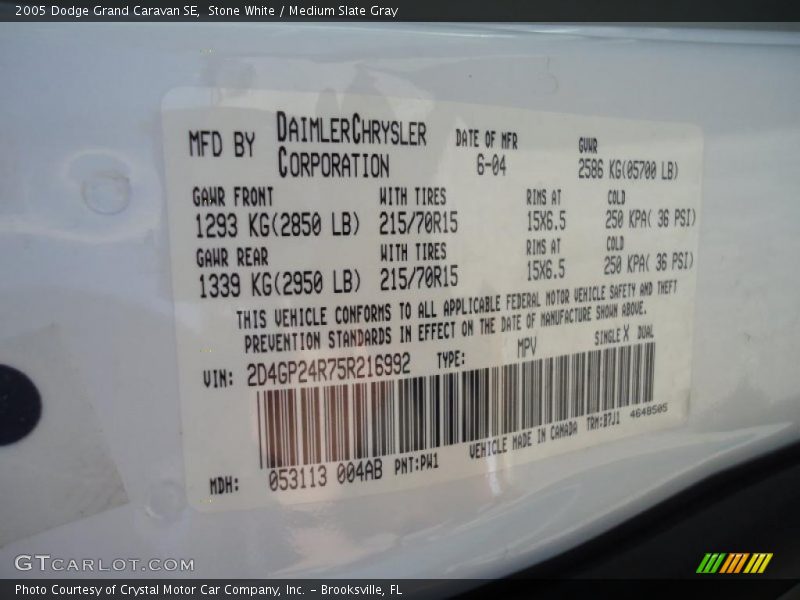 2005 Dodge Grand Caravan SE,  Stone White / Medium Slate Gray
MFD BY DAIMLERCHRYSLER CORPORATION
DATE OF MFR 6-04
GVWR 2586 KG(05700 LB)
GAWR FRONT WITH TIRES RIMS AT COLD
1293 KG(2850 LB) 215/70R15 15X6.5 250 KPA( 36 PSI)
GAWR REAR WITH TIRES RIMS AT COLD
1339 KG(2950 LB) 215/70R15 15X6.5 250 KPA( 36 PSI)
THIS VEHICLE CONFORMS TO ALL APPLICABLE FEDERAL MOTOR VEHICLE SAFETY AND THEFT
PREVENTION STANDARDS IN EFFECT ON THE DATE OF MANUFACTURE SHOWN ABOVE.
VIN: 2D4GP24R75R216992 TYPE: MPV SINGLE X DUAL
MDH: 053113 004AB PNT:PW1 VEHICLE MADE IN CANADA TRM:B7J1 4648505
GTCARLOT.COM
Photo Courtesy of Crystal Motor Car Company, Inc. – Brooksville, FL